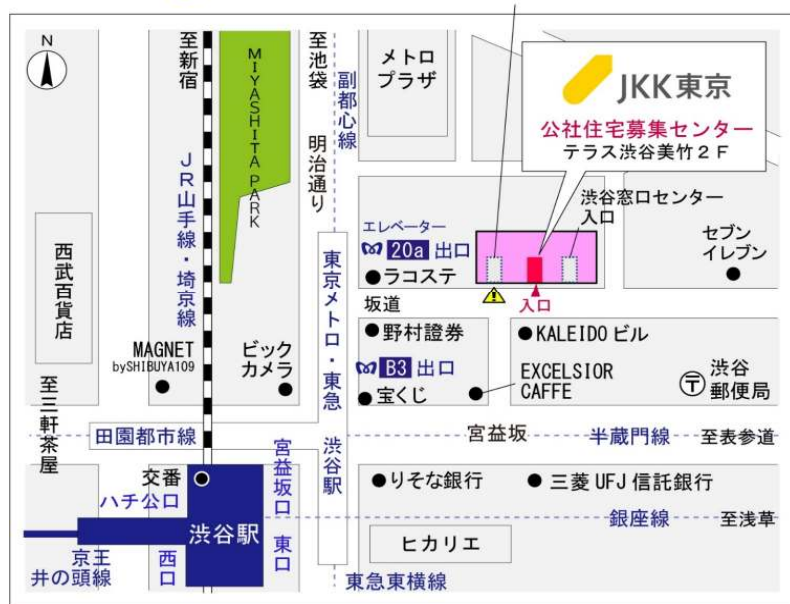 N
至新宿
MIYASHITA PARK
至池袋
明治通り
副都心線
メトロ
プラザ
JKK東京
公社住宅募集センター
テラス渋谷美竹2F
渋谷窓口センター
入口
JR山手線・埼京線
西武百貨店
エレベーター
20a 出口
ラコステ
入口
セブン
イレブン
東京メトロ・東急
渋谷駅
坂道
野村證券
KALEIDOビル
MAGNET
bySHIBUYA109
ビック
カメラ
B3 出口
宝くじ
EXCELSIOR
CAFFE
〒
渋谷
郵便局
至三軒茶屋
田園都市線
宮益坂
半蔵門線
至表参道
交番
ハチ公口
宮益坂口
りそな銀行
三菱UFJ信託銀行
渋谷駅
銀座線
至浅草
京王
井の頭線
西口
東口
ヒカリエ
東急東横線